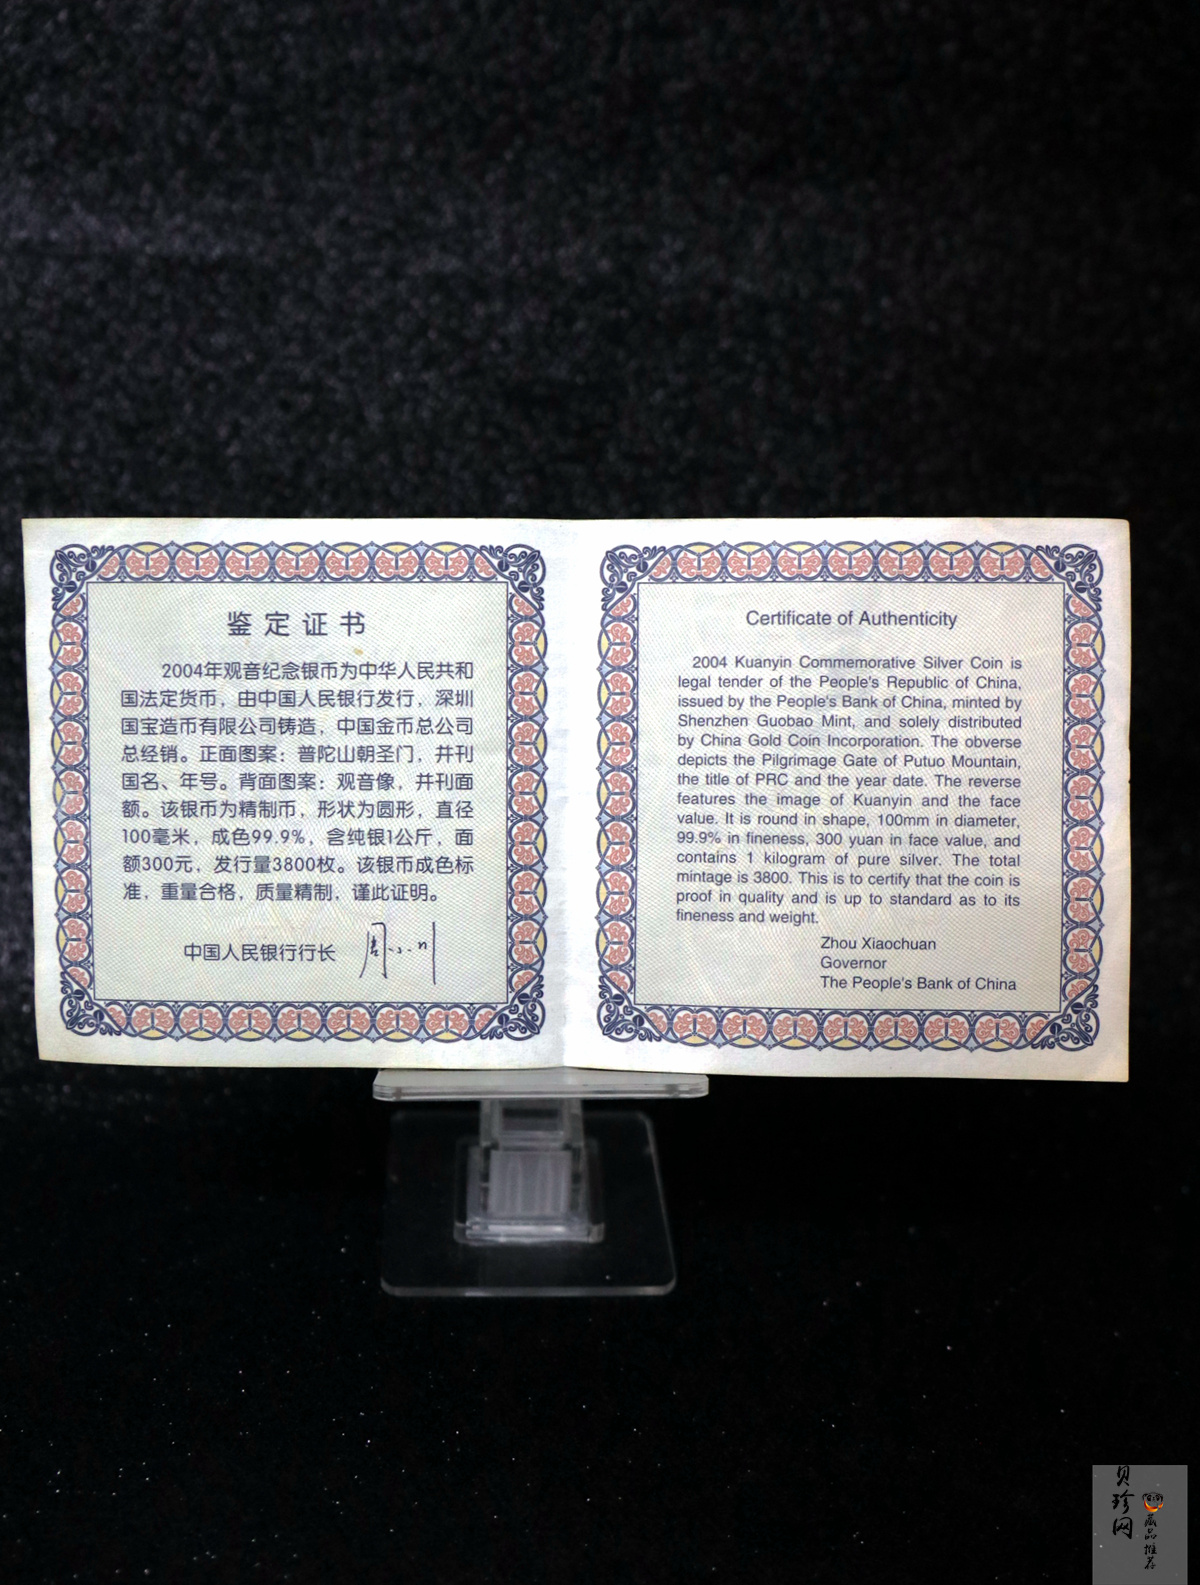 鉴定证书
2004年观音纪念银币为中华人民共和
国法定货币，由中国人民银行发行，深圳
国宝造币有限公司铸造，中国金币总公司
总经销。正面图案：普陀山朝圣门，并刊
国名、年号。背面图案：观音像，并刊面
额。该银币为精制币，形状为圆形，直径
100毫米，成色99.9%，含纯银1公斤，面
额300元，发行量3800枚。该银币成色标
准，重量合格，质量精制，谨此证明。
中国人民银行行长 周小川
Certificate of Authenticity
2004 Kuanyin Commemorative Silver Coin is
legal tender of the People's Republic of China,
issued by the People's Bank of China, minted by
Shenzhen Guobao Mint, and solely distributed
by China Gold Coin Incorporation. The obverse
depicts the Pilgrimage Gate of Putuo Mountain,
the title of PRC and the year date. The reverse
features the image of Kuanyin and the face
value. It is round in shape, 100mm in diameter,
99.9% in fineness, 300 yuan in face value, and
contains 1 kilogram of pure silver. The total
mintage is 3800. This is to certify that the coin is
proof in quality and is up to standard as to its
fineness and weight.
Zhou Xiaochuan
Governor
The People's Bank of China
贝珍网
藏品推荐